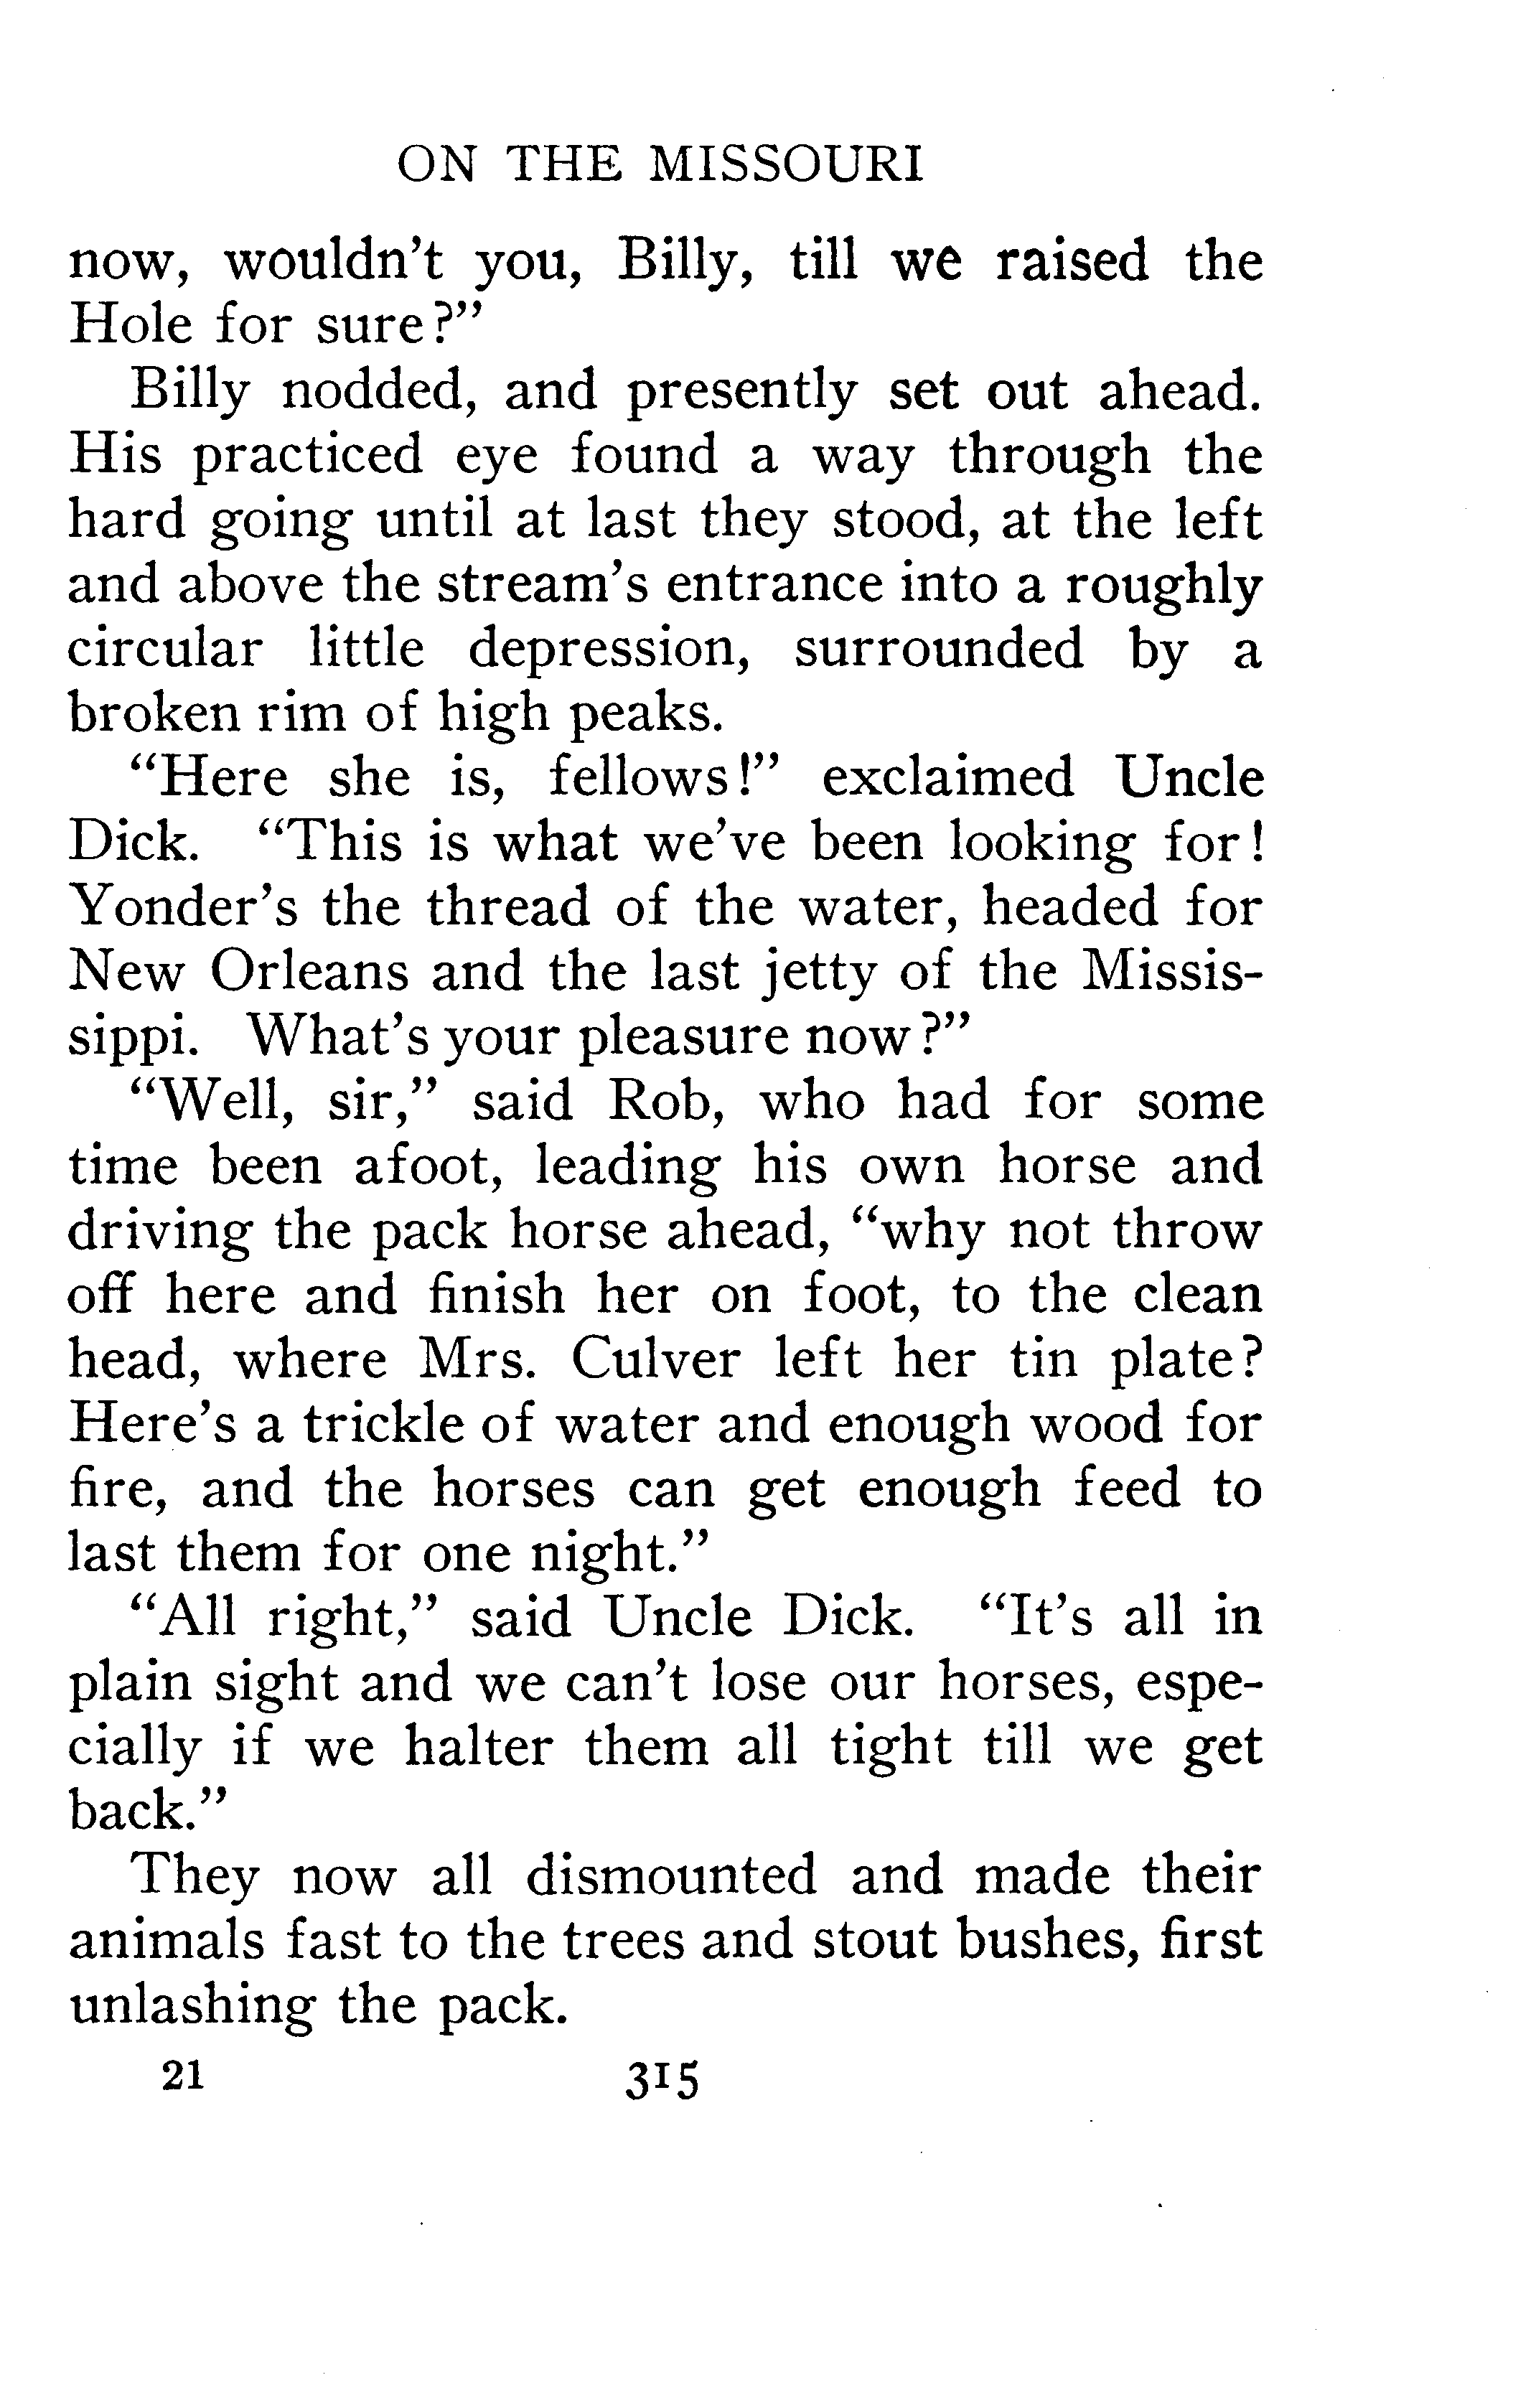 ON THE MISSOURI
now, wouldn't you, Billy, till we raised the
Hole for sure?”
Billy nodded, and presently set out ahead.
His practiced eye found a way through the
hard going until at last they stood, at the left
and above the stream's entrance into a roughly
circular little depression, surrounded by a
broken rim of high peaks.
“Here she is, fellows!” exclaimed Uncle
Dick. “This is what we've been looking for!
Yonder's the thread of the water, headed for
New Orleans and the last jetty of the Missis-
sippi. What's your pleasure now?”
“Well, sir,” said Rob, who had for some
time been afoot, leading his own horse and
driving the pack horse ahead, “why not throw
off here and finish her on foot, to the clean
head, where Mrs. Culver left her tin plate?
Here's a trickle of water and enough wood for
fire, and the horses can get enough feed to
last them for one night.”
“All right,” said Uncle Dick. “It's all in
plain sight and we can't lose our horses, espe-
cially if we halter them all tight till we get
back.”
They now all dismounted and made their
animals fast to the trees and stout bushes, first
unlashing the pack.
21 315